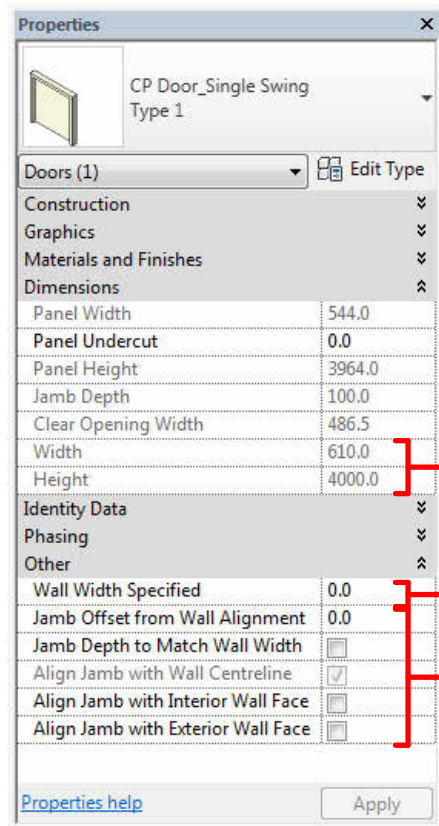 Properties
CP Door_Single Swing
Type 1
Doors (1) Edit Type
Construction
Graphics
Materials and Finishes
Dimensions
Panel Width 544.0
Panel Undercut 0.0
Panel Height 3964.0
Jamb Depth 100.0
Clear Opening Width 486.5
Width 610.0
Height 4000.0
Identity Data
Phasing
Other
Wall Width Specified 0.0
Jamb Offset from Wall Alignment 0.0
Jamb Depth to Match Wall Width
Align Jamb with Wall Centreline
Align Jamb with Interior Wall Face
Align Jamb with Exterior Wall Face
Properties help Apply